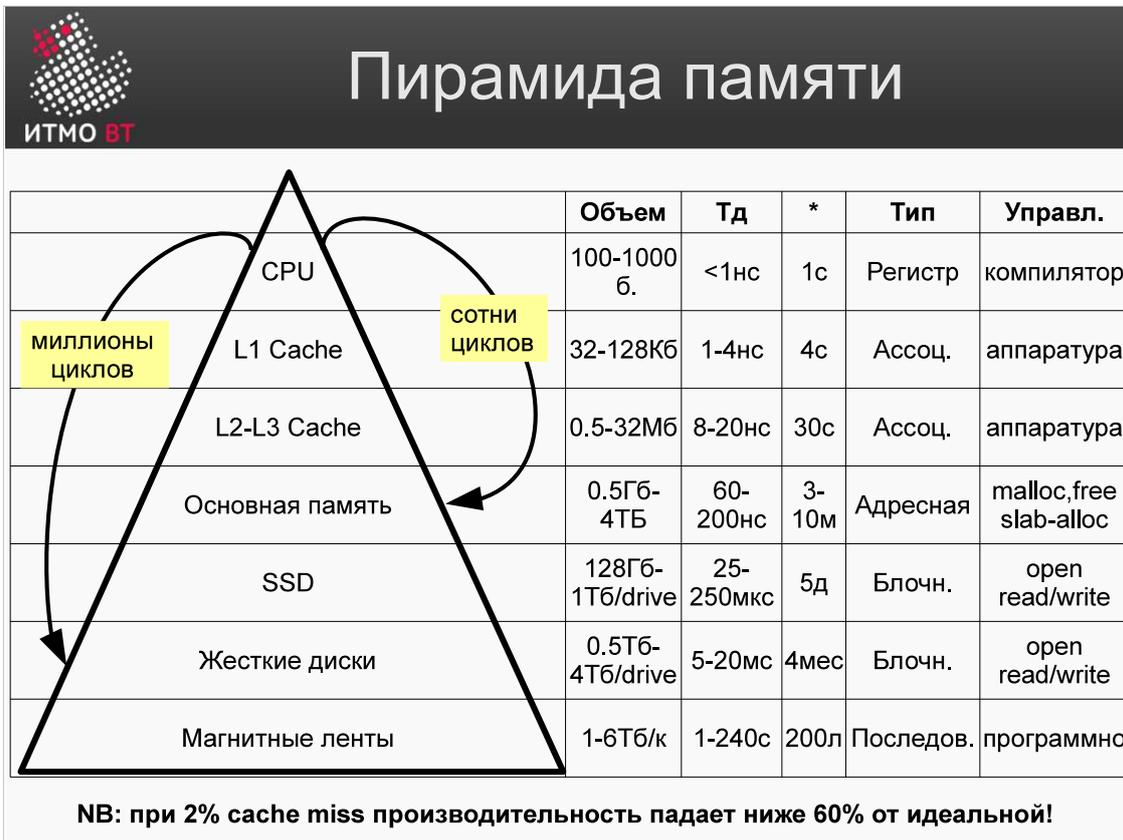 ИТМО ВТ
Пирамида памяти
Объем Тд * Тип Управл.
CPU 100-1000 б. <1нс 1с Регистр компилятор
L1 Cache 32-128Кб 1-4нс 4с Ассоц. аппаратура
L2-L3 Cache 0.5-32Мб 8-20нс 30с Ассоц. аппаратура
Основная память 0.5Гб-4ТБ 60-200нс 3-10м Адресная malloc,free slab-alloc
SSD 128Гб-1Тб/drive 25-250мкс 5д Блочн. open read/write
Жесткие диски 0.5Тб-4Тб/drive 5-20мс 4мес Блочн. open read/write
Магнитные ленты 1-6Тб/к 1-240с 200л Последов. программно
миллионы
циклов
сотни
циклов
NB: при 2% cache miss производительность падает ниже 60% от идеальной!